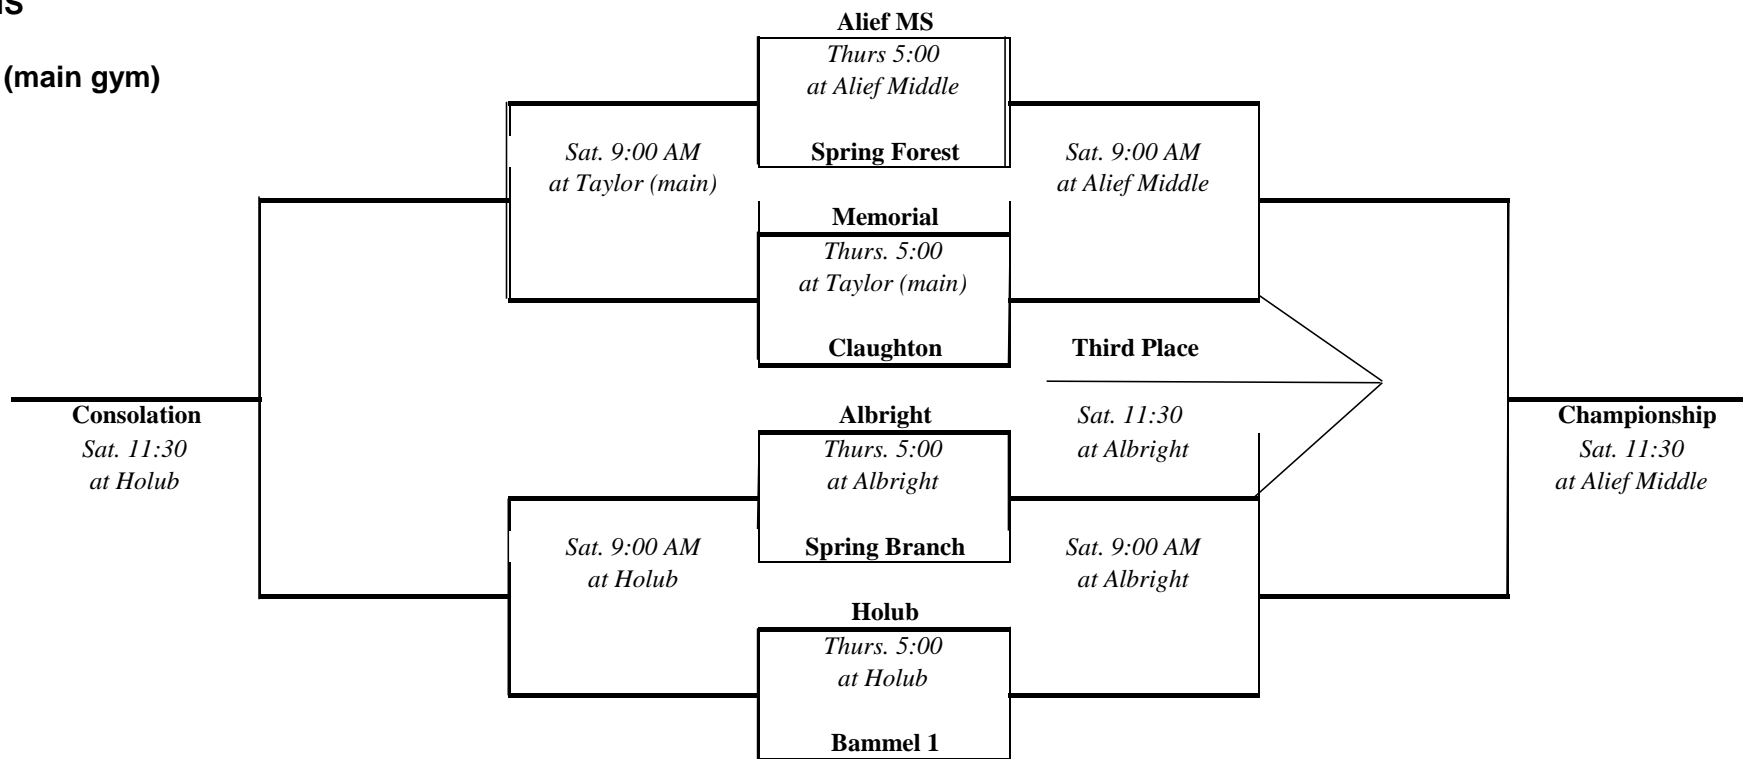 (main gym)
Alief MS
Thurs 5:00
at Alief Middle
Spring Forest
Sat. 9:00 AM
at Taylor (main)
Sat. 9:00 AM
at Alief Middle
Memorial
Thurs. 5:00
at Taylor (main)
Claughton
Third Place
Sat. 11:30
at Albright
Consolation
Sat. 11:30
at Holub
Albright
Thurs. 5:00
at Albright
Spring Branch
Championship
Sat. 11:30
at Alief Middle
Sat. 9:00 AM
at Holub
Sat. 9:00 AM
at Albright
Holub
Thurs. 5:00
at Holub
Bammel 1